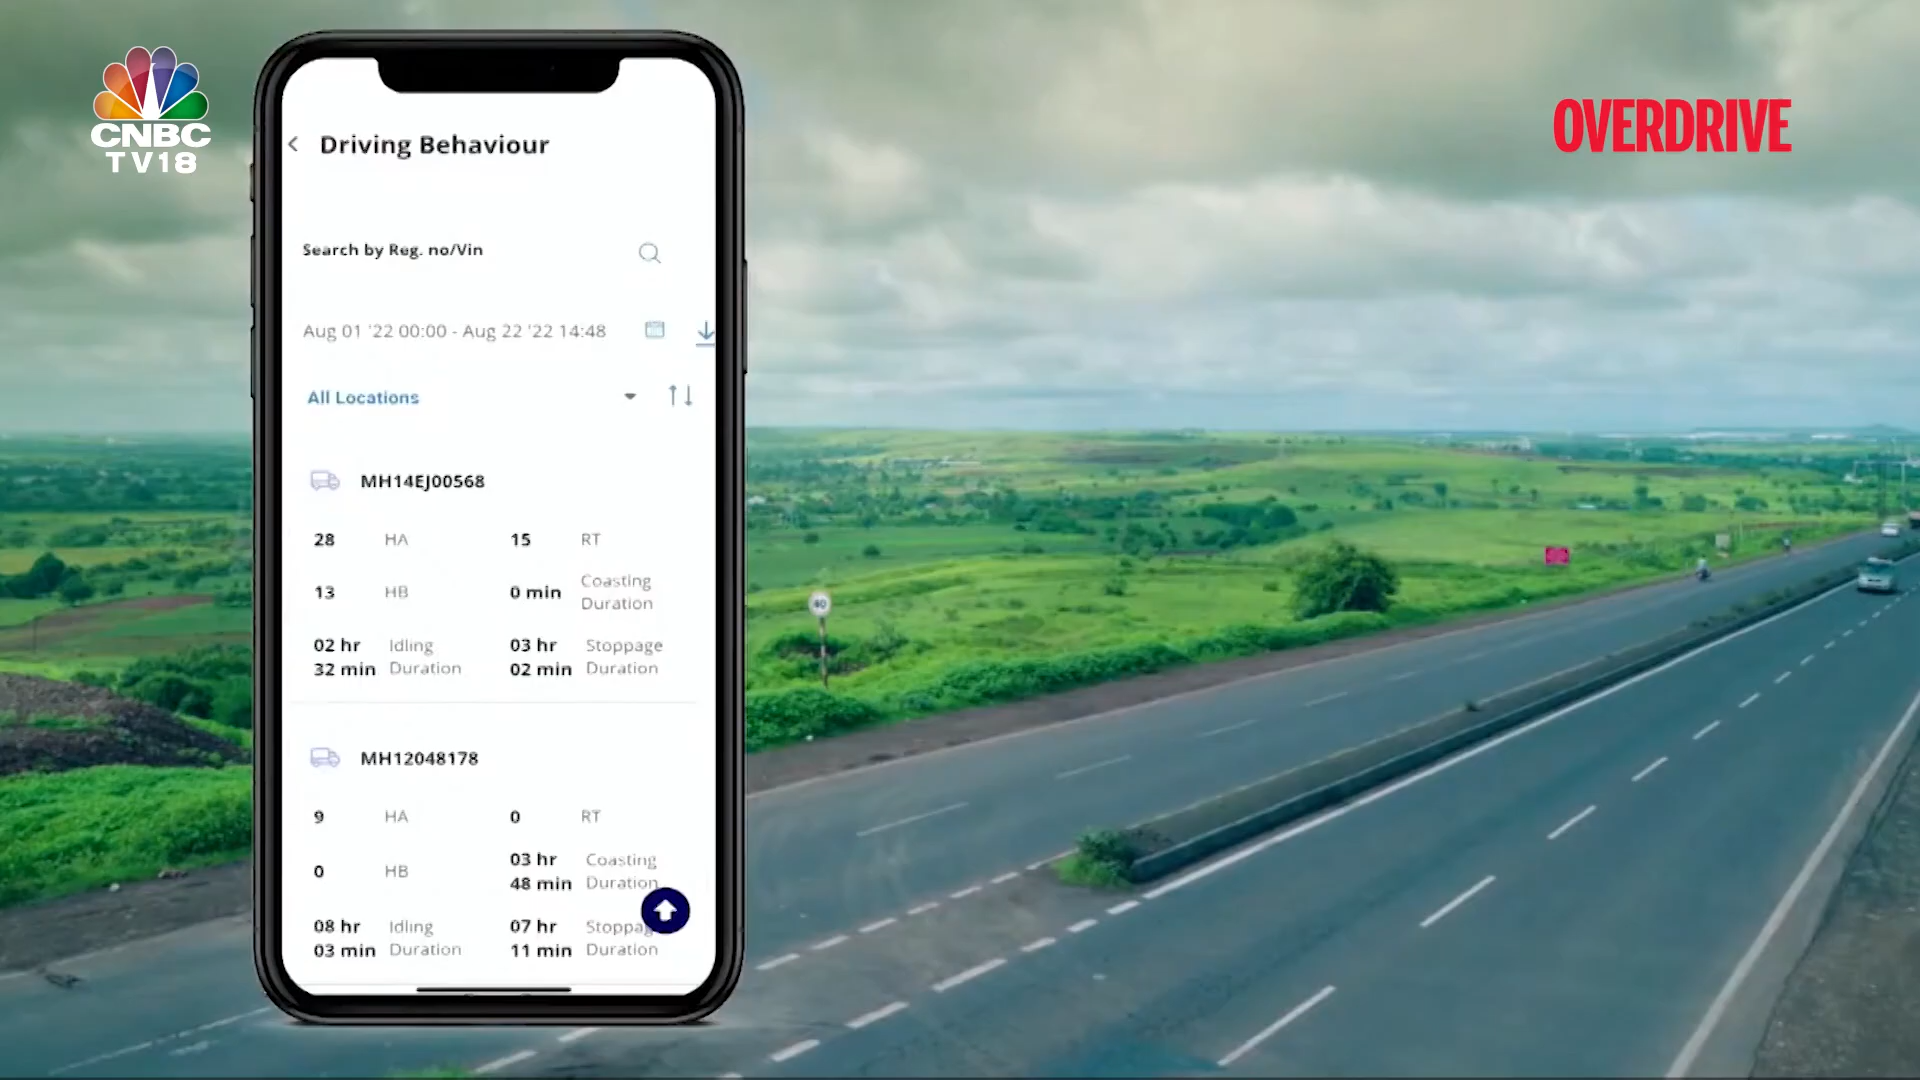 CNBC
TV18
OVERDRIVE
Driving Behaviour
Search by Reg. no/Vin
Aug 01 '22 00:00 - Aug 22 '22 14:48
All Locations
MH14EJ00568
28 HA 15 RT
13 HB 0 min Coasting Duration
02 hr 32 min Idling Duration 03 hr 02 min Stoppage Duration
MH12048178
9 HA 0 RT
0 HB 03 hr 48 min Coasting Duration
08 hr 03 min Idling Duration 07 hr 11 min Stoppag Duration
40